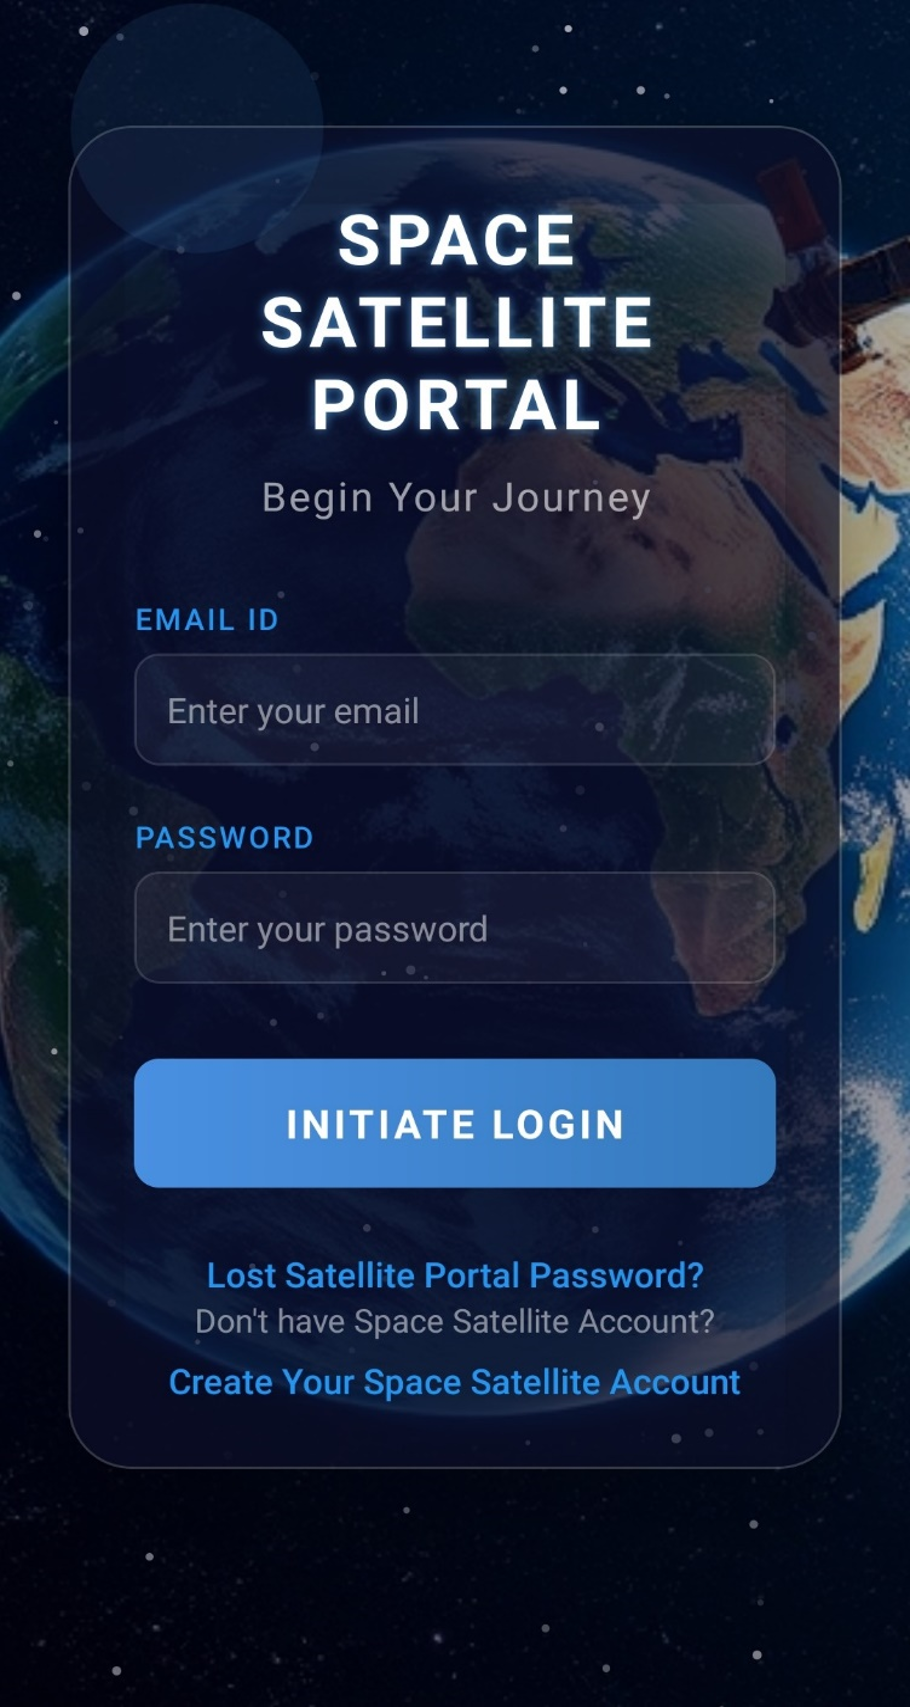 SPACE
SATELLITE
PORTAL
Begin Your Journey
EMAIL ID
Enter your email
PASSWORD
Enter your password
INITIATE LOGIN
Lost Satellite Portal Password?
Don't have Space Satellite Account?
Create Your Space Satellite Account